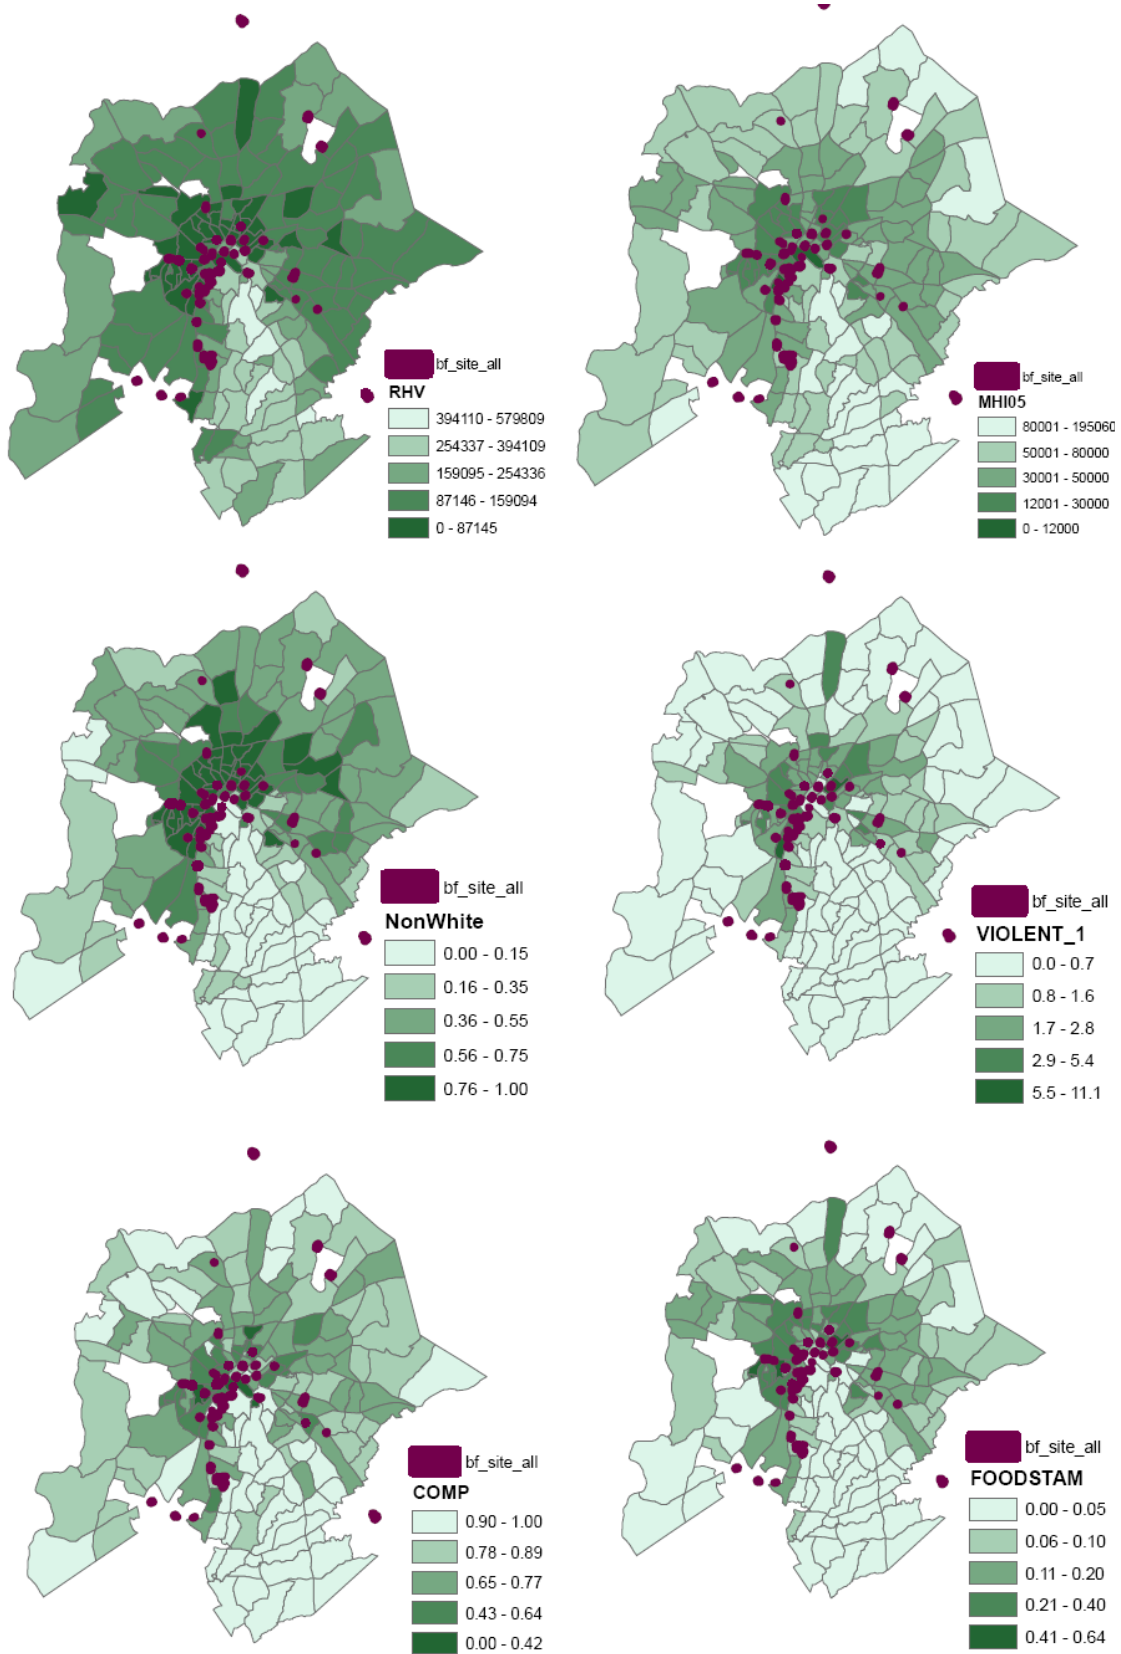 bf_site_all
RHV
394110 - 579809
254337 - 394109
159095 - 254336
87146 - 159094
0 - 87145
bf_site_all
MHI05
80001 - 195060
50001 - 80000
30001 - 50000
12001 - 30000
0 - 12000
bf_site_all
NonWhite
0.00 - 0.15
0.16 - 0.35
0.36 - 0.55
0.56 - 0.75
0.76 - 1.00
bf_site_all
VIOLENT_1
0.0 - 0.7
0.8 - 1.6
1.7 - 2.8
2.9 - 5.4
5.5 - 11.1
bf_site_all
COMP
0.90 - 1.00
0.78 - 0.89
0.65 - 0.77
0.43 - 0.64
0.00 - 0.42
bf_site_all
FOODSTAM
0.00 - 0.05
0.06 - 0.10
0.11 - 0.20
0.21 - 0.40
0.41 - 0.64